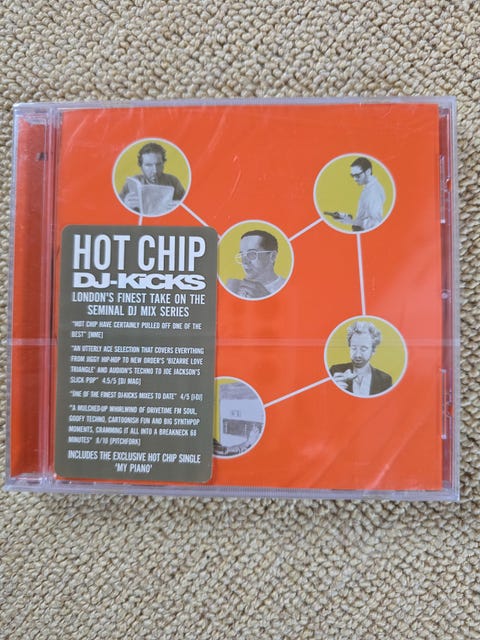 HOT CHIP
DJ-KiCKS
LONDON'S FINEST TAKE ON THE
SEMINAL DJ MIX SERIES
"HOT CHIP HAVE CERTAINLY PULLED OFF ONE OF THE
BEST" [NME]
"AN UTTERLY ACE SELECTION THAT COVERS EVERYTHING
FROM JIGGY HIP-HOP TO NEW ORDER'S 'BIZARRE LOVE
TRIANGLE' AND AUDION'S TECHNO TO JOE JACKSON'S
SLICK POP" 4.5/5 [DJ MAG]
"ONE OF THE FINEST DJ-KICKS MIXES TO DATE" 4/5 [I-D]
"A MULCHED-UP WHIRLWIND OF DRIVETIME FM SOUL,
GOOFY TECHNO, CARTOONISH FUN AND BIG SYNTHPOP
MOMENTS, CRAMMING IT ALL INTO A BREAKNECK 68
MINUTES" 8/10 [PITCHFORK]
INCLUDES THE EXCLUSIVE HOT CHIP SINGLE
'MY PIANO'